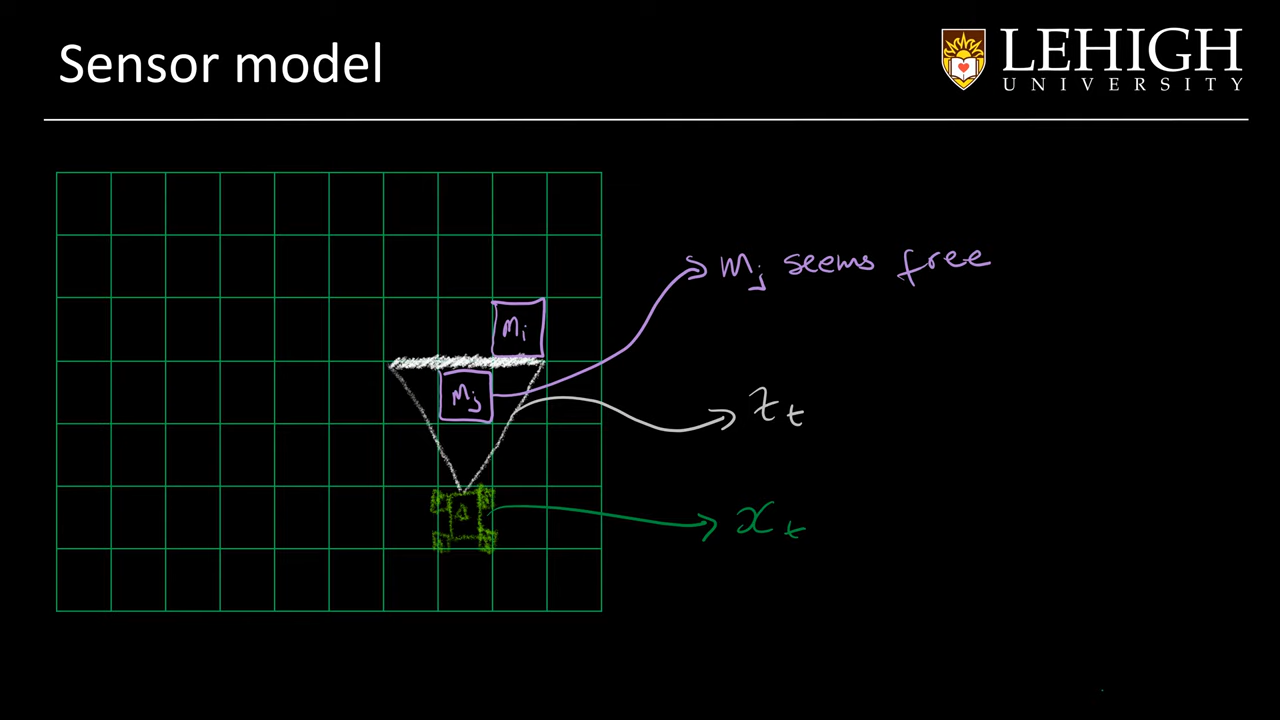 Sensor model
LEHIGH
UNIVERSITY
mj seems free
mi
mj
zt
xt